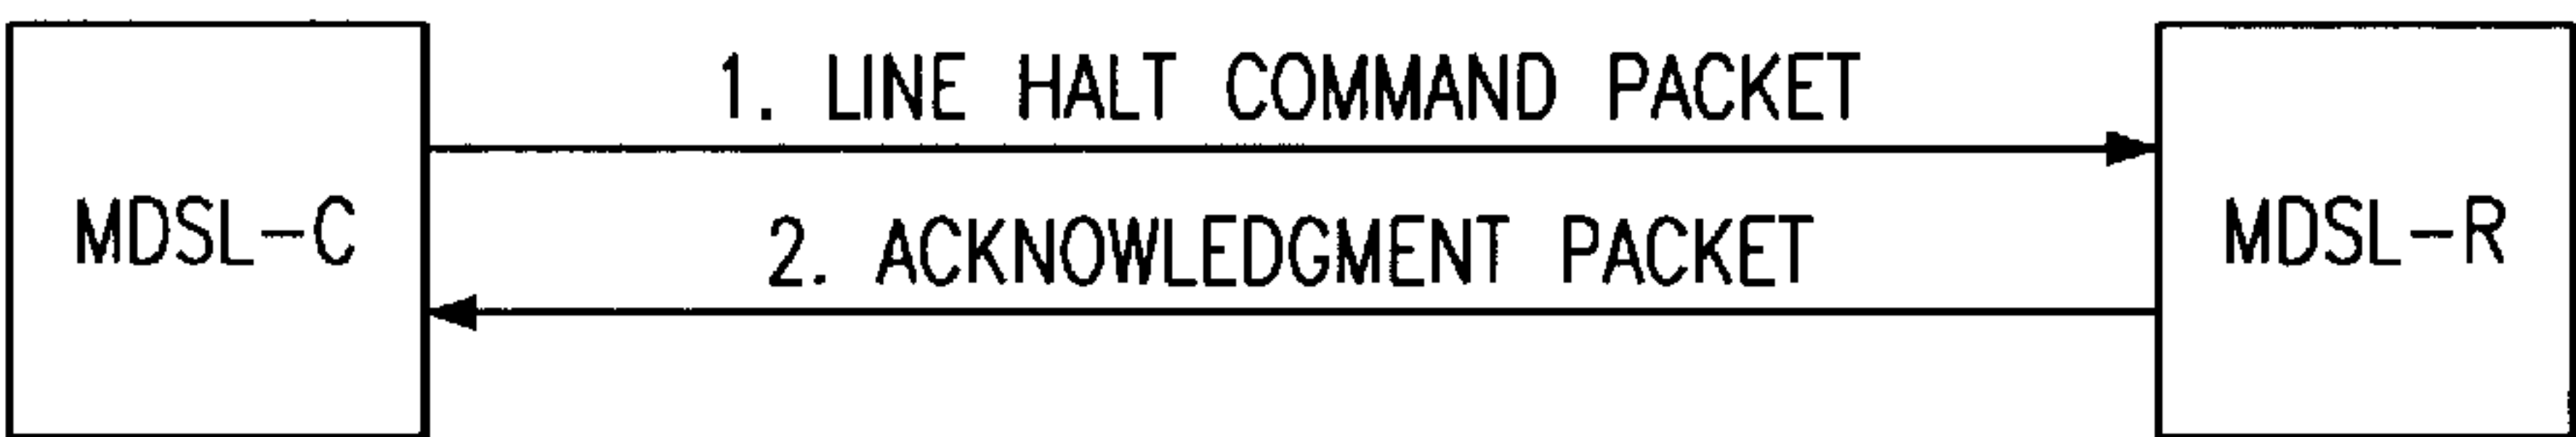 1. LINE HALT COMMAND PACKET
MDSL-C
MDSL-R
2. ACKNOWLEDGMENT PACKET